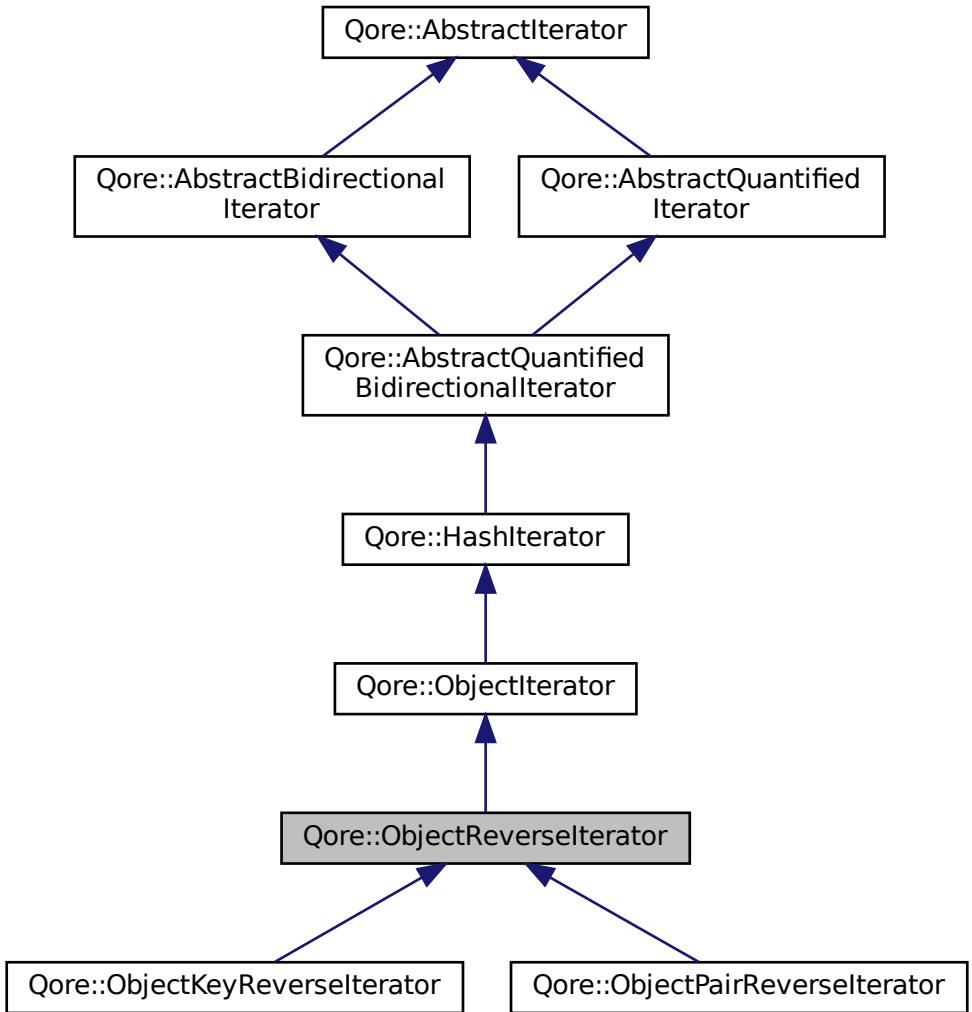 Qore::AbstractIterator
Qore::AbstractBidirectional
Iterator
Qore::AbstractQuantified
Iterator
Qore::AbstractQuantified
BidirectionalIterator
Qore::HashIterator
Qore::ObjectIterator
Qore::ObjectReverseIterator
Qore::ObjectKeyReverseIterator
Qore::ObjectPairReverseIterator